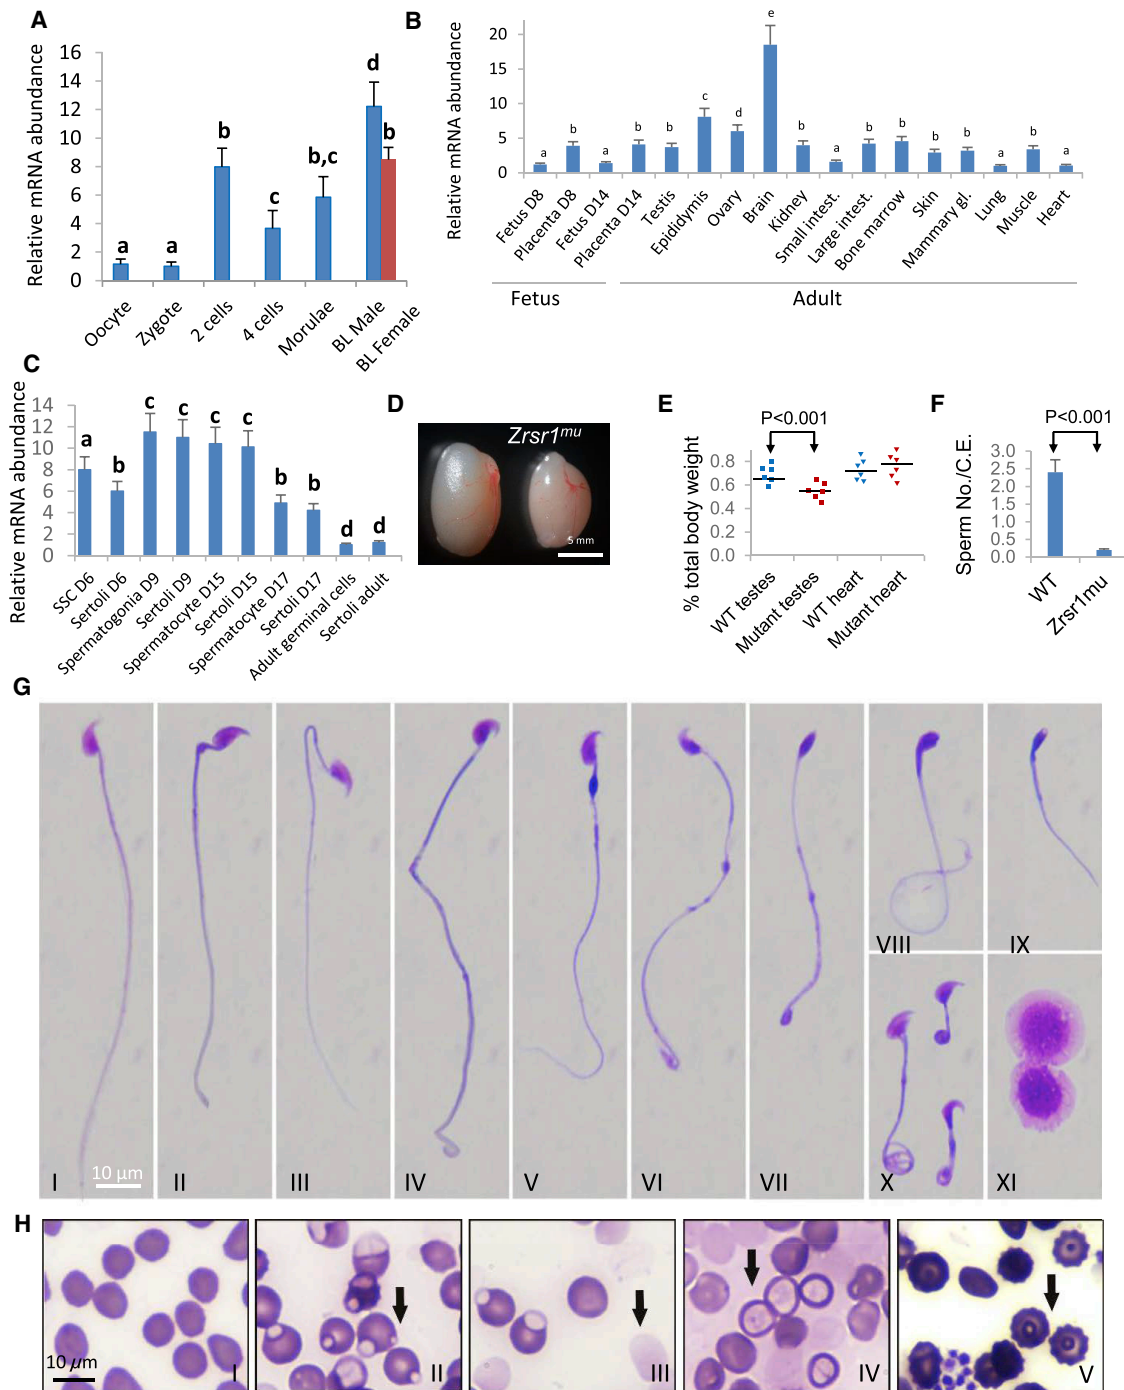 A
Relative mRNA abundance
16
14
12
10
8
6
4
2
0
a
a
b
c
b,c
d
b
Oocyte
Zygote
2 cells
4 cells
Morulae
BL Male
BL Female
B
Relative mRNA abundance
20
15
10
5
0
a
b
a
b
b
c
d
e
b
a
b
b
b
b
a
b
a
Fetus D8
Placenta D8
Fetus D14
Placenta D14
Testis
Epididymis
Ovary
Brain
Kidney
Small intest.
Large intest.
Bone marrow
Skin
Mammary gl.
Lung
Muscle
Heart
Fetus
Adult
C
Relative mRNA abundance
14
12
10
8
6
4
2
0
a
b
c
c
c
c
b
b
d
d
SSC D6
Sertoli D6
Spermatogonia D9
Sertoli D9
Spermatocyte D15
Sertoli D15
Spermatocyte D17
Sertoli D17
Adult germinal cells
Sertoli adult
D
Zrsr1mu
5 mm
E
P<0.001
% total body weight
0.8
0.6
0.4
0.2
0.0
WT testes
Mutant testes
WT heart
Mutant heart
F
P<0.001
Sperm No./C.E.
3.0
2.5
2.0
1.5
1.0
0.5
0.0
WT
Zrsr1mu
G
I
10 µm
II
III
IV
V
VI
VII
VIII
IX
X
XI
H
10 µm
I
II
III
IV
V